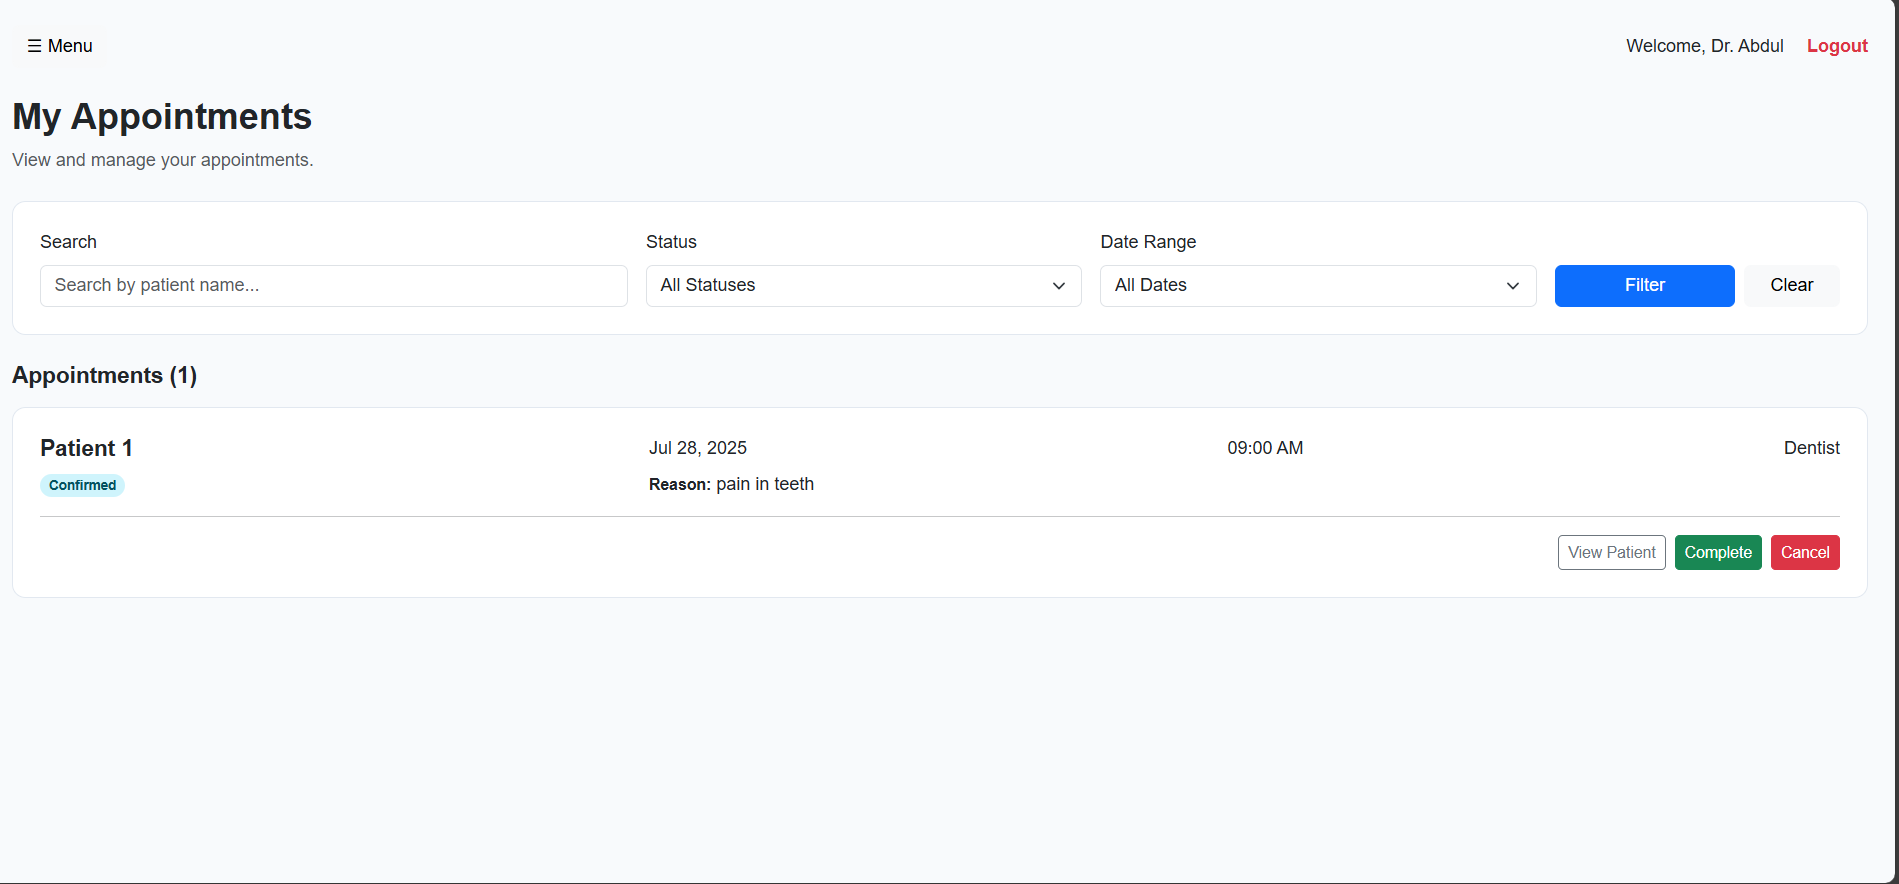 ☰ Menu
Welcome, Dr. Abdul Logout
My Appointments
View and manage your appointments.
Search
Status
Date Range
Search by patient name...
All Statuses
All Dates
Filter
Clear
Appointments (1)
Patient 1
Jul 28, 2025
09:00 AM
Dentist
Confirmed
Reason: pain in teeth
View Patient
Complete
Cancel